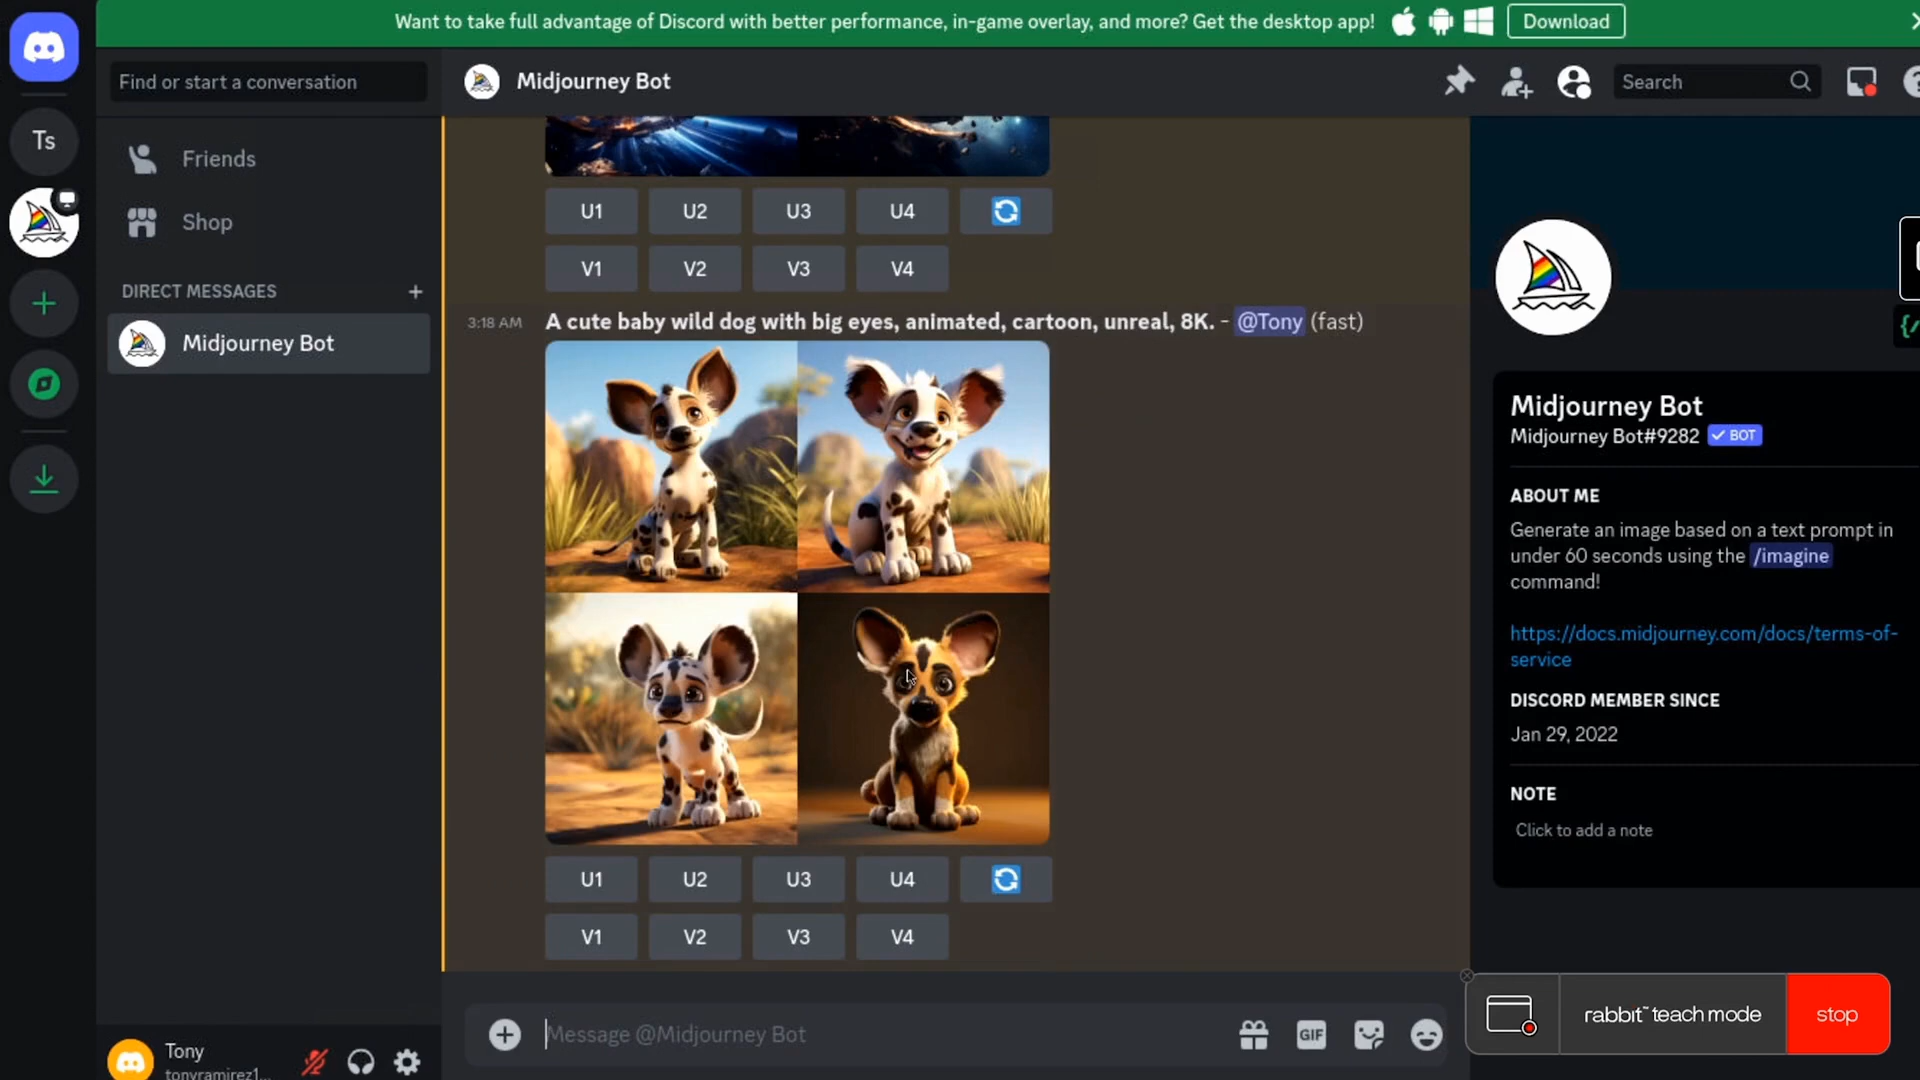 Want to take full advantage of Discord with better performance, in-game overlay, and more? Get the desktop app!
Download
Find or start a conversation
Midjourney Bot
Search
Ts
Friends
Shop
DIRECT MESSAGES
Midjourney Bot
U1 U2 U3 U4
V1 V2 V3 V4
3:18 AM A cute baby wild dog with big eyes, animated, cartoon, unreal, 8K. - @Tony (fast)
U1 U2 U3 U4
V1 V2 V3 V4
Message @Midjourney Bot
GIF
Tony
tonyramirez1...
Midjourney Bot
Midjourney Bot#9282 BOT
ABOUT ME
Generate an image based on a text prompt in
under 60 seconds using the /imagine
command!
https://docs.midjourney.com/docs/terms-of-
service
DISCORD MEMBER SINCE
Jan 29, 2022
NOTE
Click to add a note
rabbit™ teach mode
stop